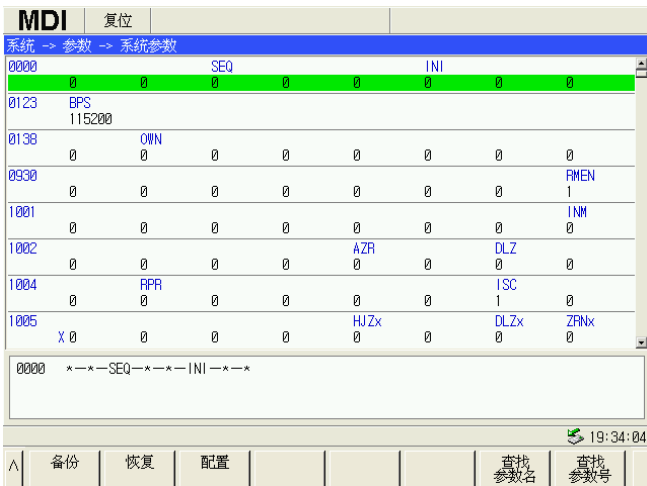 MDI 复位
系统 -> 参数 -> 系统参数
0000 SEQ INI
0 0 0 0 0 0 0 0
0123 BPS
115200
0138 OWN
0 0 0 0 0 0 0 0
0930 RMEN
0 0 0 0 0 0 0 1
1001 INM
0 0 0 0 0 0 0 0
1002 AZR DLZ
0 0 0 0 0 0 0 0
1004 RPR ISC
0 0 0 0 0 0 1 0
1005 HJZx DLZx ZRNx
X 0 0 0 0 0 0 0 0
0000 *—*—SEQ—*—*—INI—*—*
19:34:04
∧ 备份 恢复 配置 查找参数名 查找参数号